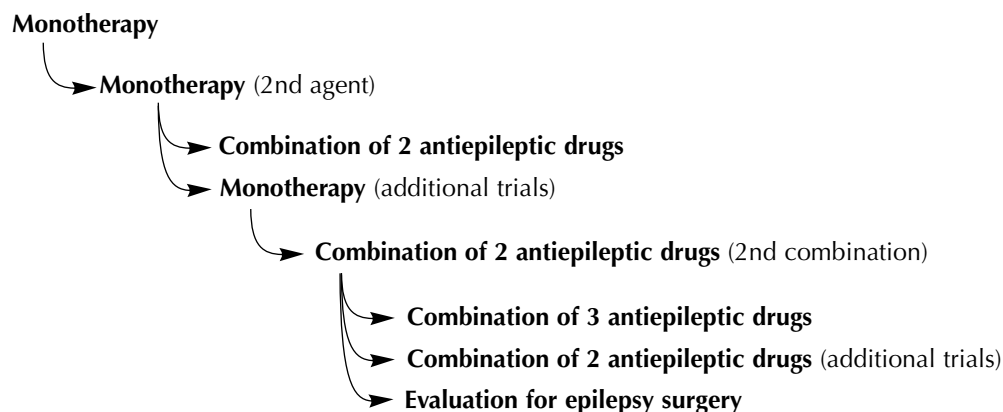 Monotherapy
Monotherapy (2nd agent)
Combination of 2 antiepileptic drugs
Monotherapy (additional trials)
Combination of 2 antiepileptic drugs (2nd combination)
Combination of 3 antiepileptic drugs
Combination of 2 antiepileptic drugs (additional trials)
Evaluation for epilepsy surgery